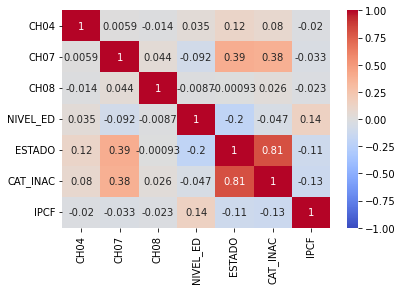 CH04 1 0.0059 -0.014 0.035 0.12 0.08 -0.02 1.00
0.75
CH07 0.0059 1 0.044 -0.092 0.39 0.38 -0.033
0.50
CH08 -0.014 0.044 1 -0.0087 -0.00093 0.026 -0.023
0.25
NIVEL_ED 0.035 -0.092 -0.0087 1 -0.2 -0.047 0.14 0.00
-0.25
ESTADO 0.12 0.39 -0.00093 -0.2 1 0.81 -0.11
-0.50
CAT_INAC 0.08 0.38 0.026 -0.047 0.81 1 -0.13
-0.75
IPCF -0.02 -0.033 -0.023 0.14 -0.11 -0.13 1
-1.00
CH04 CH07 CH08 NIVEL_ED ESTADO CAT_INAC IPCF